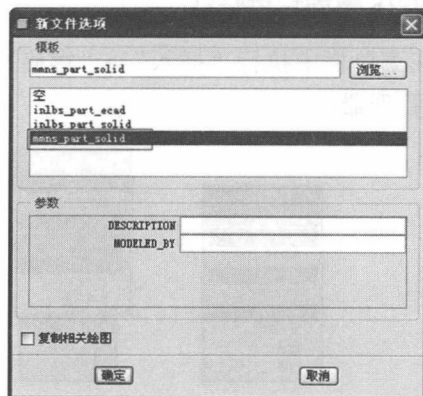 新文件选项
模板
mmns_part_solid
浏览...
空
inlbs_part_ecad
inlbs_part_solid
mmns_part_solid
参数
DESCRIPTION
MODELED_BY
复制相关绘图
确定
取消